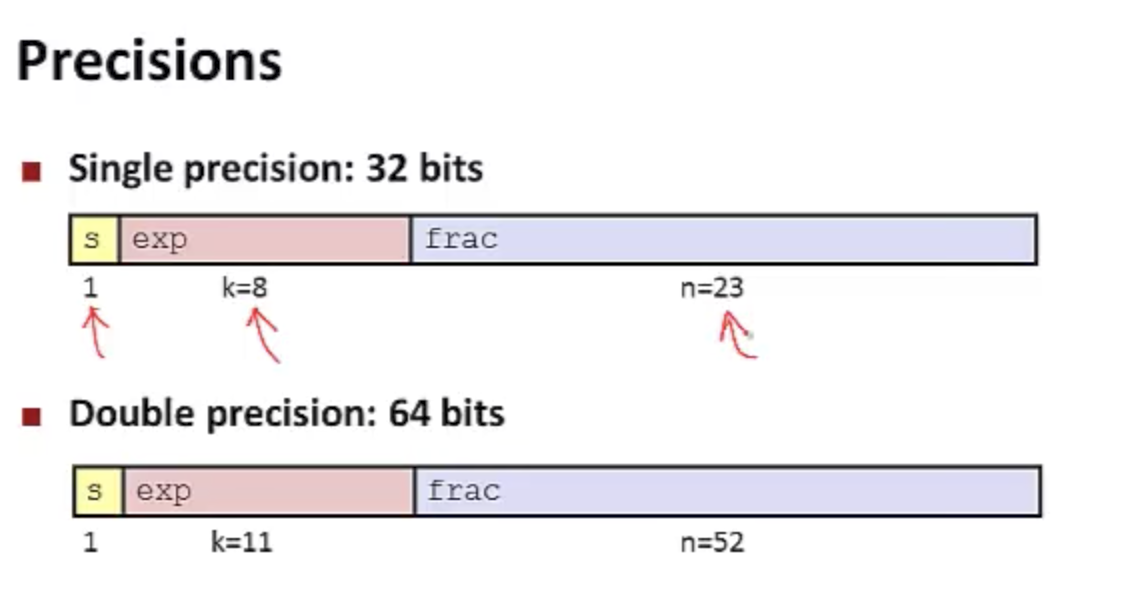 Precisions
Single precision: 32 bits
s exp frac
1 k=8 n=23
Double precision: 64 bits
s exp frac
1 k=11 n=52